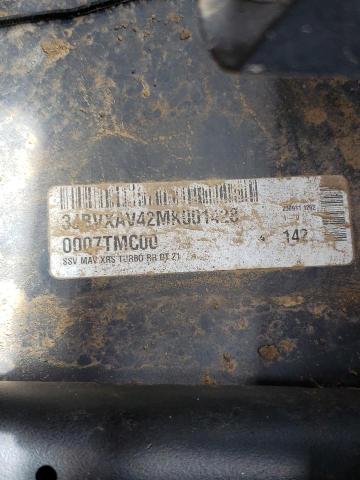 3JBVXAV42MK001428
0007TMC00
142
SSV MAV XRS TURBO RR DT 21